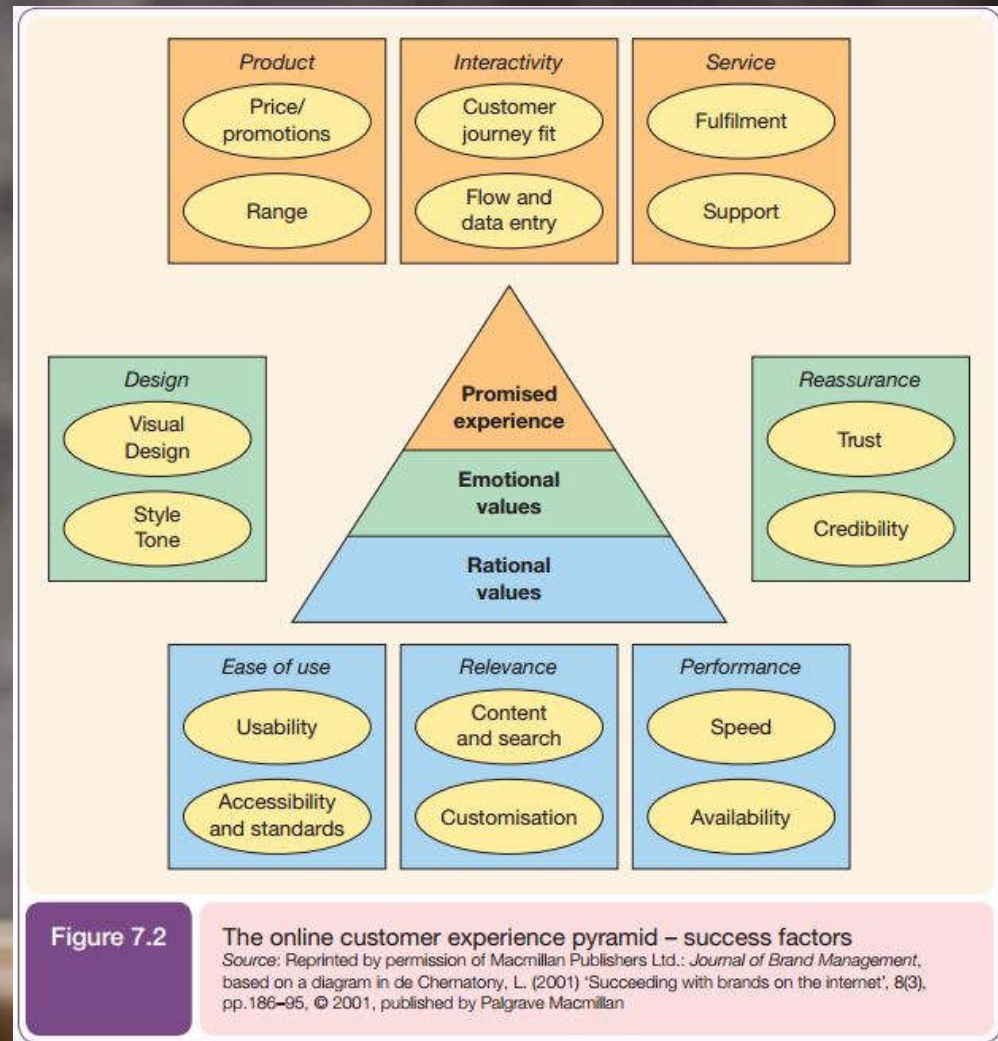 Product
Price/
promotions
Range
Interactivity
Customer
journey fit
Flow and
data entry
Service
Fulfilment
Support
Design
Visual
Design
Style
Tone
Promised
experience
Emotional
values
Rational
values
Reassurance
Trust
Credibility
Ease of use
Usability
Accessibility
and standards
Relevance
Content
and search
Customisation
Performance
Speed
Availability
Figure 7.2
The online customer experience pyramid – success factors
Source: Reprinted by permission of Macmillan Publishers Ltd.: Journal of Brand Management,
based on a diagram in de Chernatony, L. (2001) ‘Succeeding with brands on the internet’, 8(3),
pp.186–95, © 2001, published by Palgrave Macmillan